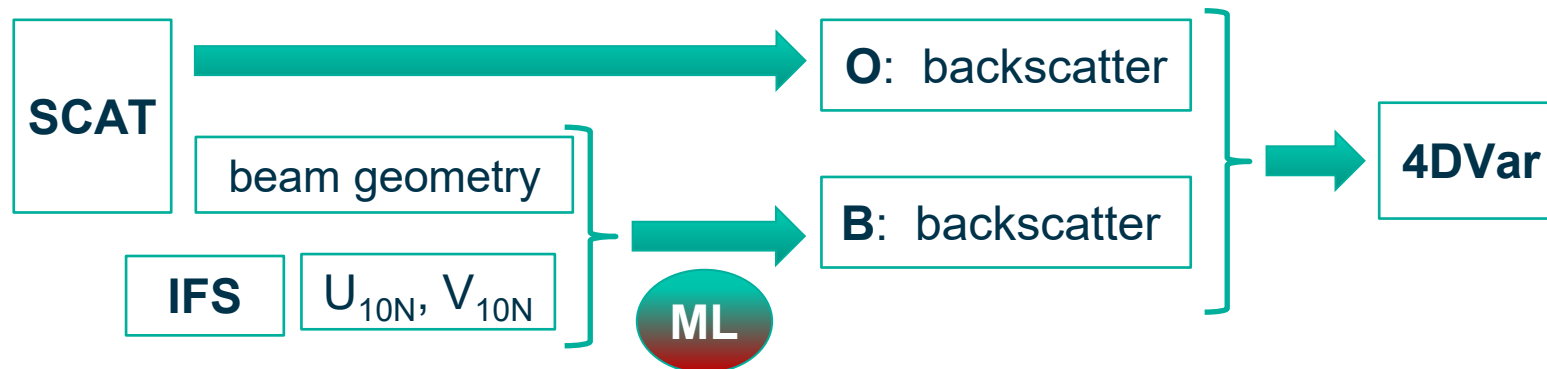 SCAT
O: backscatter
beam geometry
4DVar
B: backscatter
IFS
U10N, V10N
ML